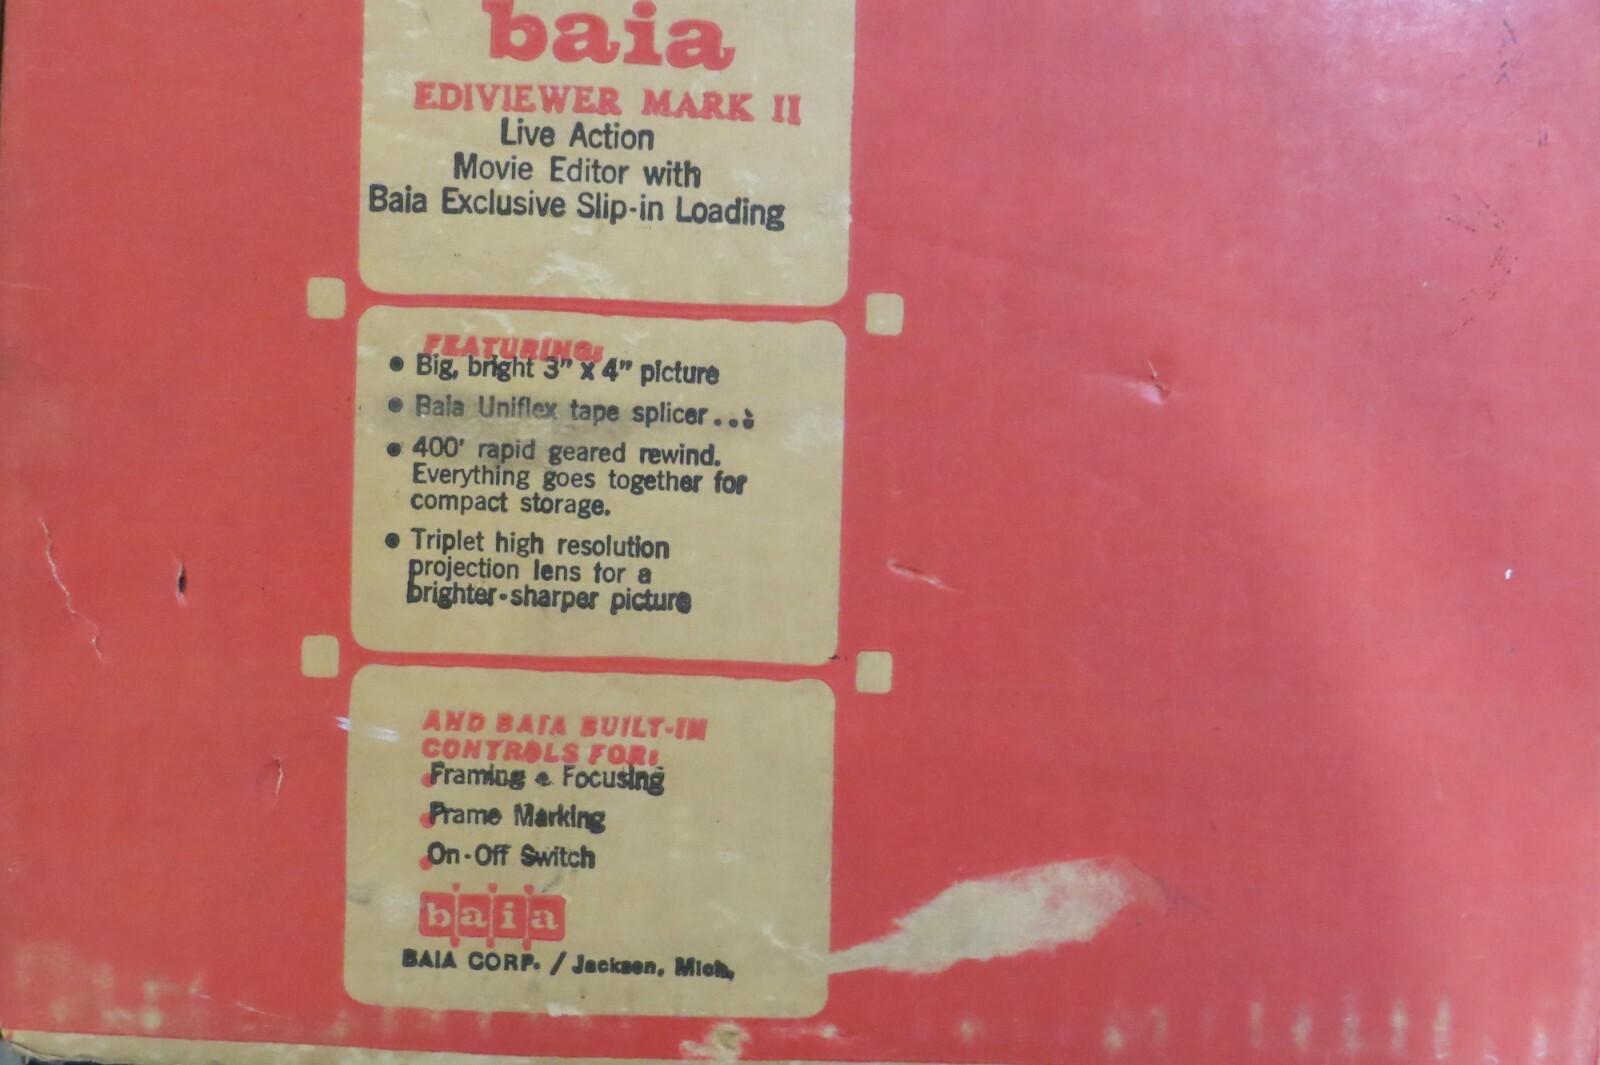 baia
EDIVIEWER MARK II
Live Action
Movie Editor with
Baia Exclusive Slip-in Loading
FEATURING:
• Big, bright 3” x 4” picture
• Baia Uniflex tape splicer...
• 400' rapid geared rewind.
Everything goes together for
compact storage.
• Triplet high resolution
projection lens for a
brighter-sharper picture
AND BAIA BUILT-IN
CONTROLS FOR:
• Framing • Focusing
• Frame Marking
• On-Off Switch
baia
BAIA CORP. / Jackson, Mich.